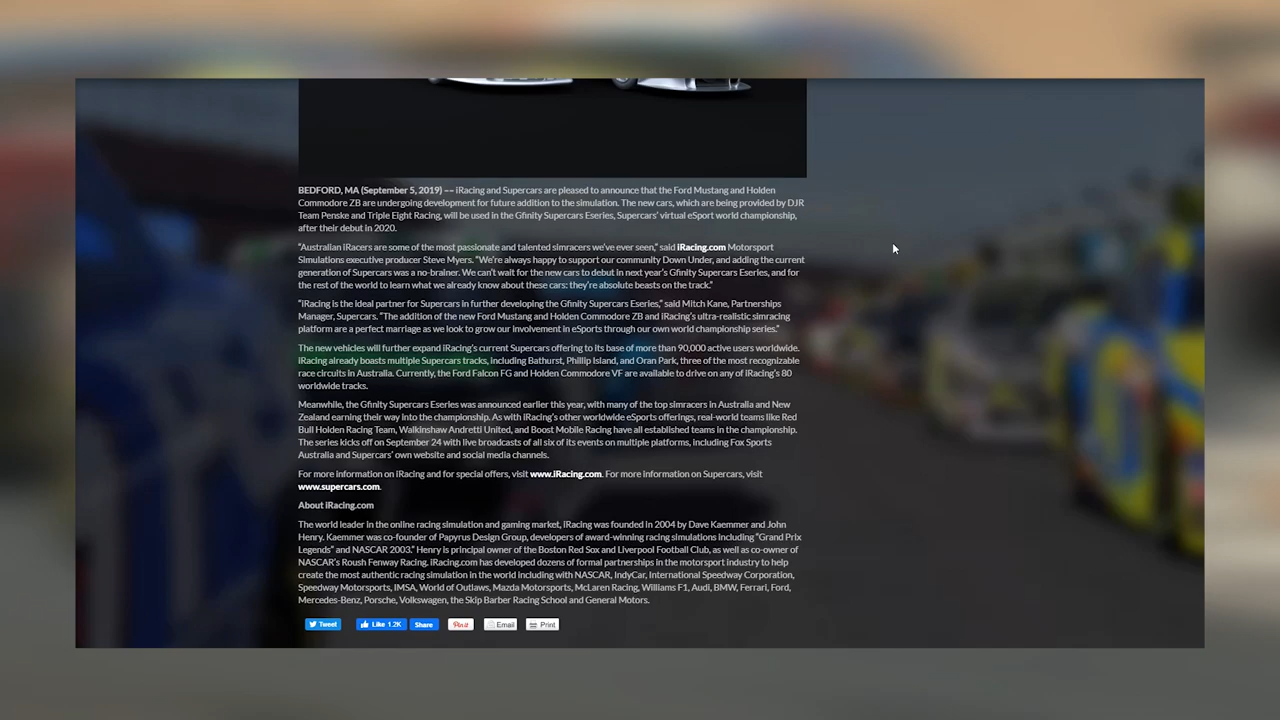 BEDFORD, MA (September 5, 2019) –– iRacing and Supercars are pleased to announce that the Ford Mustang and Holden
Commodore ZB are undergoing development for future addition to the simulation. The new cars, which are being provided by DJR
Team Penske and Triple Eight Racing, will be used in the Gfinity Supercars Eseries, Supercars’ virtual eSport world championship,
after their debut in 2020.
“Australian iRacers are some of the most passionate and talented simracers we’ve ever seen,” said iRacing.com Motorsport
Simulations executive producer Steve Myers. “We’re always happy to support our community Down Under, and adding the current
generation of Supercars was a no-brainer. We can’t wait for the new cars to debut in next year’s Gfinity Supercars Eseries, and for
the rest of the world to learn what we already know about these cars: they’re absolute beasts on the track.”
“iRacing is the ideal partner for Supercars in further developing the Gfinity Supercars Eseries,” said Mitch Kane, Partnerships
Manager, Supercars. “The addition of the new Ford Mustang and Holden Commodore ZB and iRacing’s ultra-realistic simracing
platform are a perfect marriage as we look to grow our involvement in eSports through our own world championship series.”
The new vehicles will further expand iRacing’s current Supercars offering to its base of more than 90,000 active users worldwide.
iRacing already boasts multiple Supercars tracks, including Bathurst, Phillip Island, and Oran Park, three of the most recognizable
race circuits in Australia. Currently, the Ford Falcon FG and Holden Commodore VF are available to drive on any of iRacing’s 80
worldwide tracks.
Meanwhile, the Gfinity Supercars Eseries was announced earlier this year, with many of the top simracers in Australia and New
Zealand earning their way into the championship. As with iRacing’s other worldwide eSports offerings, real-world teams like Red
Bull Holden Racing Team, Walkinshaw Andretti United, and Boost Mobile Racing have all established teams in the championship.
The series kicks off on September 24 with live broadcasts of all six of its events on multiple platforms, including Fox Sports
Australia and Supercars’ own website and social media channels.
For more information on iRacing and for special offers, visit www.iRacing.com. For more information on Supercars, visit
www.supercars.com.
About iRacing.com
The world leader in the online racing simulation and gaming market, iRacing was founded in 2004 by Dave Kaemmer and John
Henry. Kaemmer was co-founder of Papyrus Design Group, developers of award-winning racing simulations including “Grand Prix
Legends” and NASCAR 2003.” Henry is principal owner of the Boston Red Sox and Liverpool Football Club, as well as co-owner of
NASCAR’s Roush Fenway Racing. iRacing.com has developed dozens of formal partnerships in the motorsport industry to help
create the most authentic racing simulation in the world including with NASCAR, IndyCar, International Speedway Corporation,
Speedway Motorsports, IMSA, World of Outlaws, Mazda Motorsports, McLaren Racing, Williams F1, Audi, BMW, Ferrari, Ford,
Mercedes-Benz, Porsche, Volkswagen, the Skip Barber Racing School and General Motors.
Tweet Like 1.2K Share Pin it Email Print